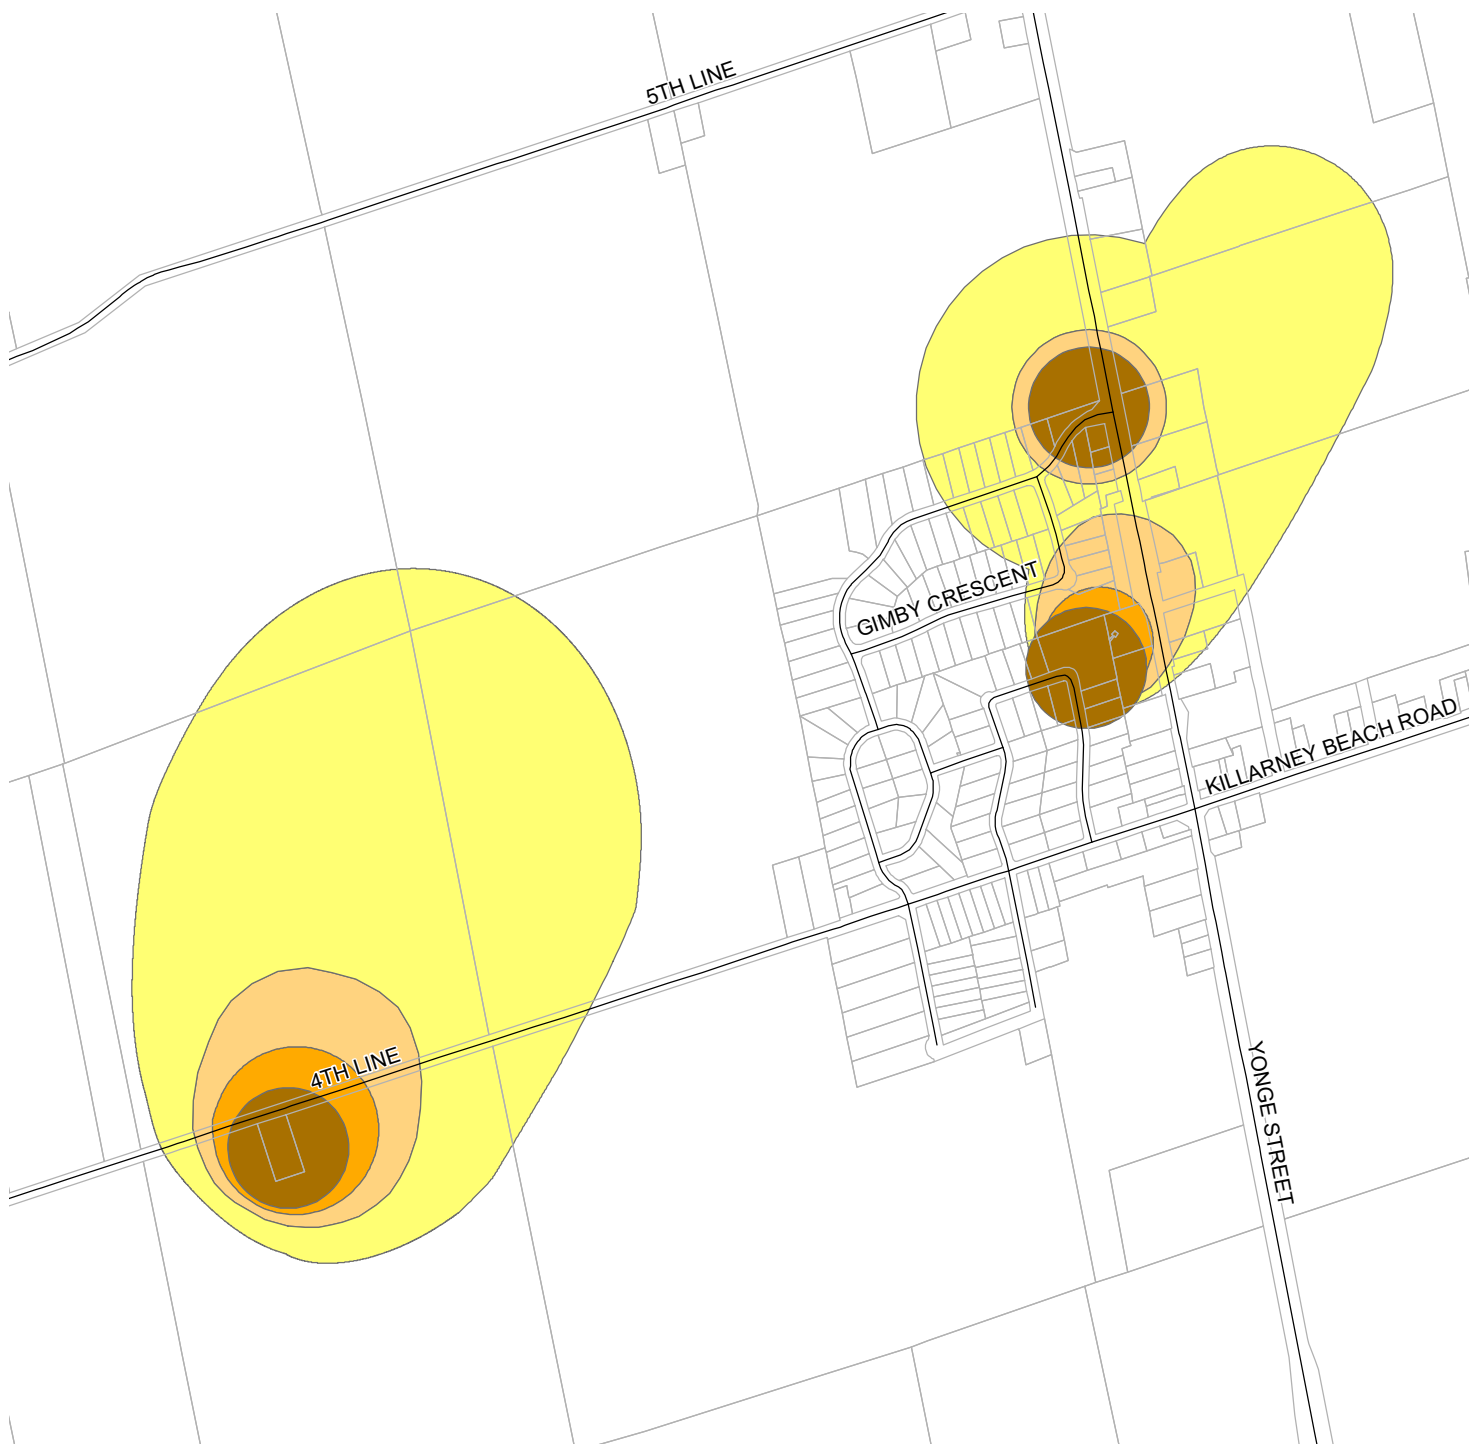 5TH LINE
GIMBY CRESCENT
KILLARNEY BEACH ROAD
4TH LINE
YONGE STREET